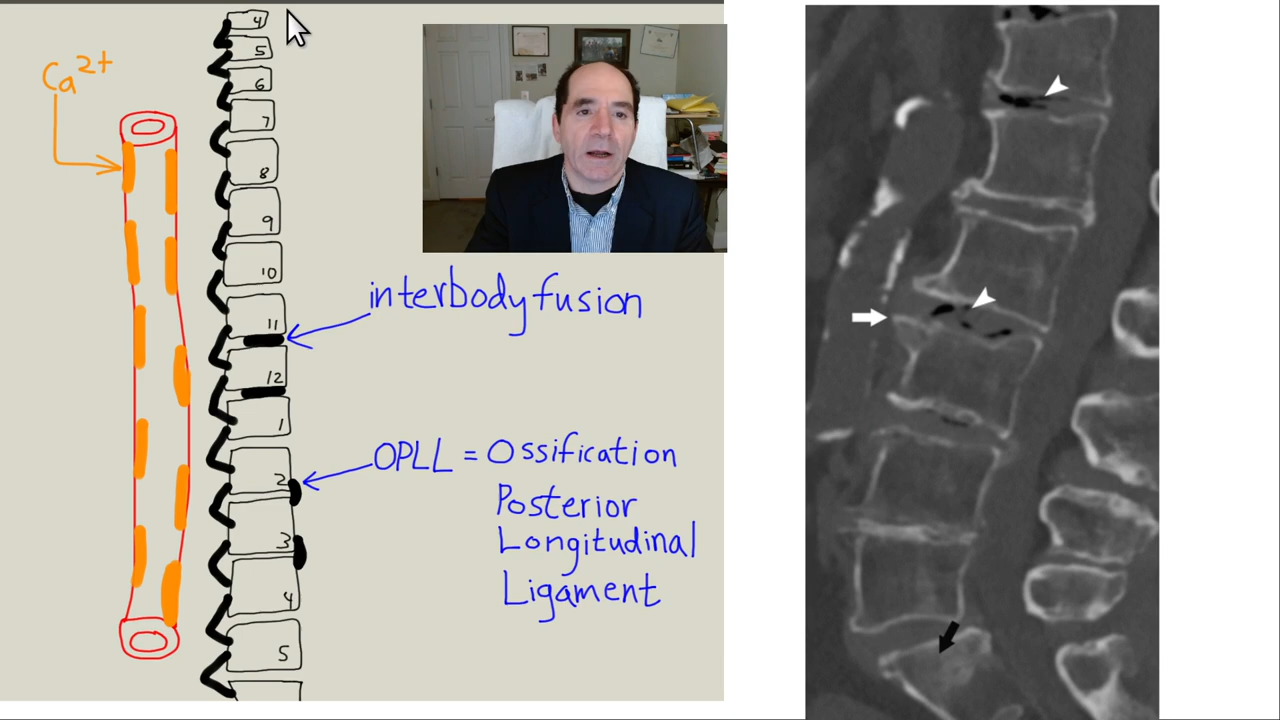 Ca2+
4
5
6
7
8
9
10
11
12
1
2
3
4
5
interbody fusion
OPLL = Ossification
Posterior
Longitudinal
Ligament